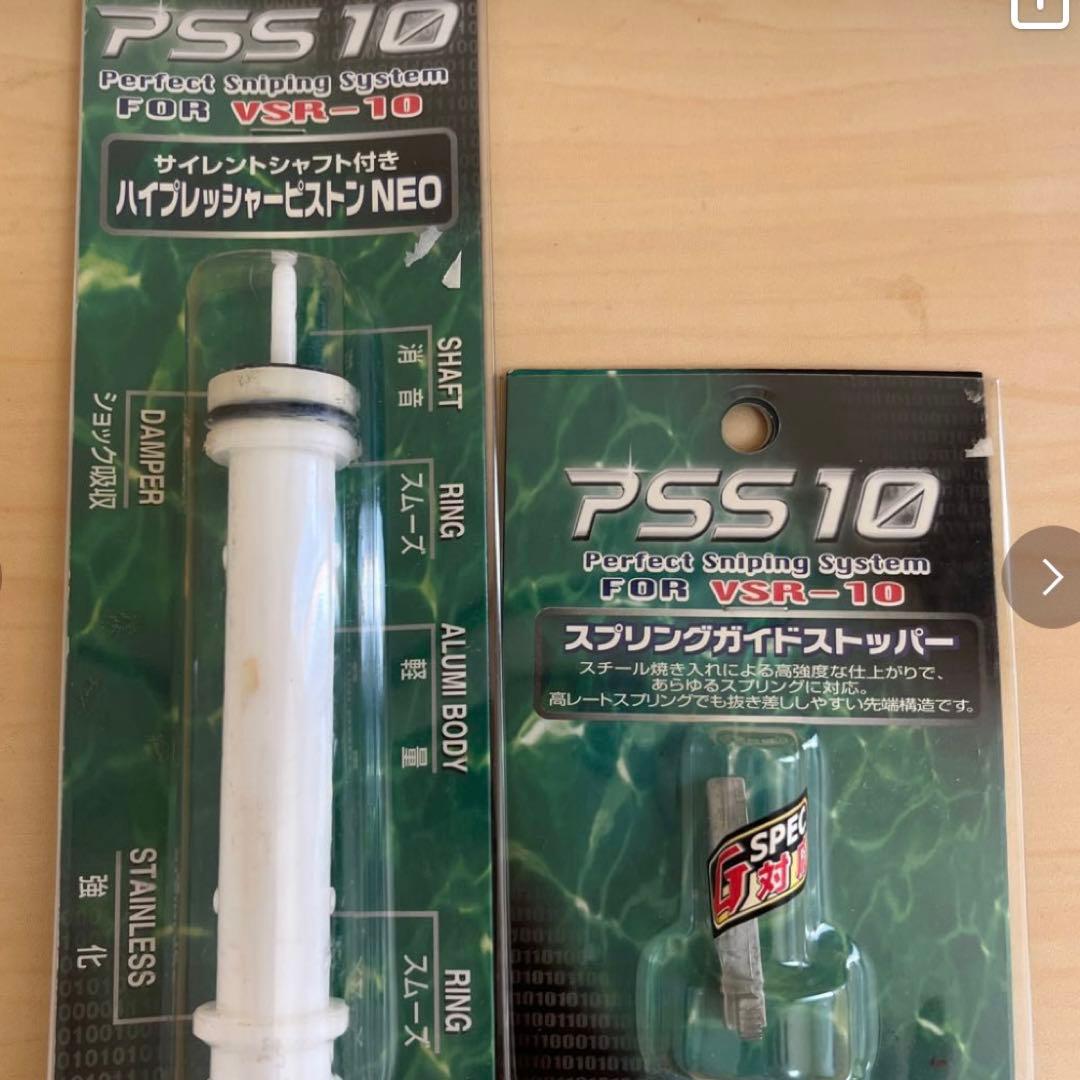 PSS10
Perfect Sniping System
FOR VSR-10
サイレントシャフト付き
ハイプレッシャーピストン NEO
SHAFT
消音
DAMPER
ショック吸収
RING
スムーズ
ALUMI BODY
軽量
STAINLESS
強化
RING
スムーズ
PSS10
Perfect Sniping System
FOR VSR-10
スプリングガイドストッパー
スチール焼き入れによる高強度な仕上がりで、
あらゆるスプリングに対応。
高レートスプリングでも抜き差ししやすい先端構造です。
G SPEC
対